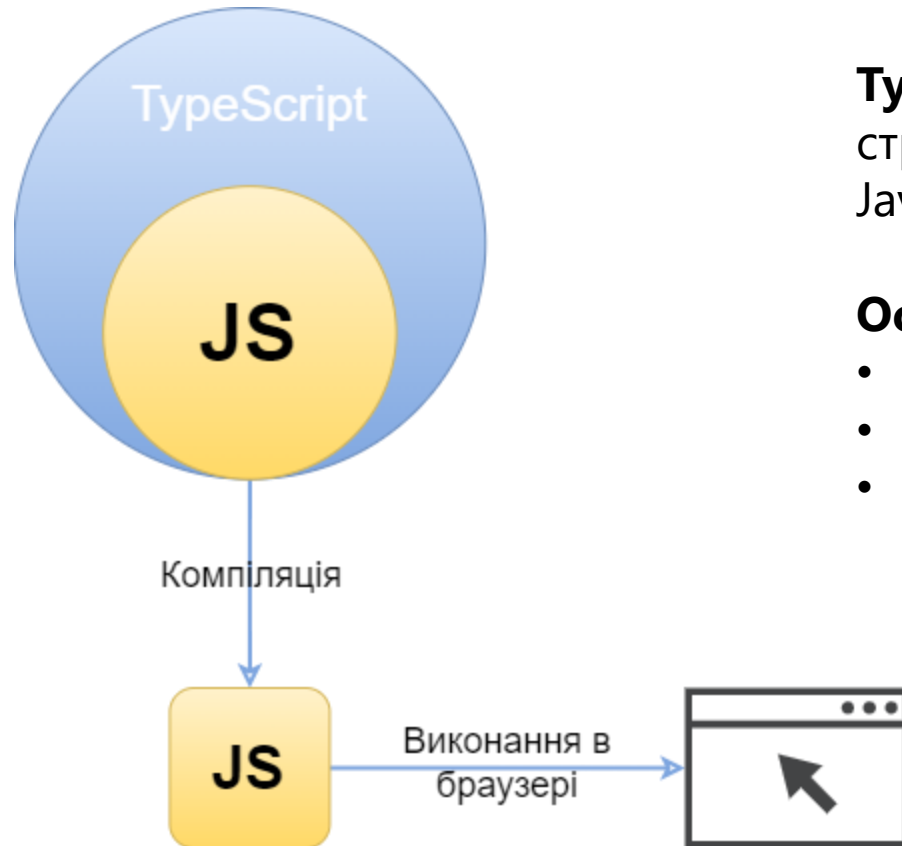 TypeScript
JS
Компіляція
JS
Виконання в
браузері